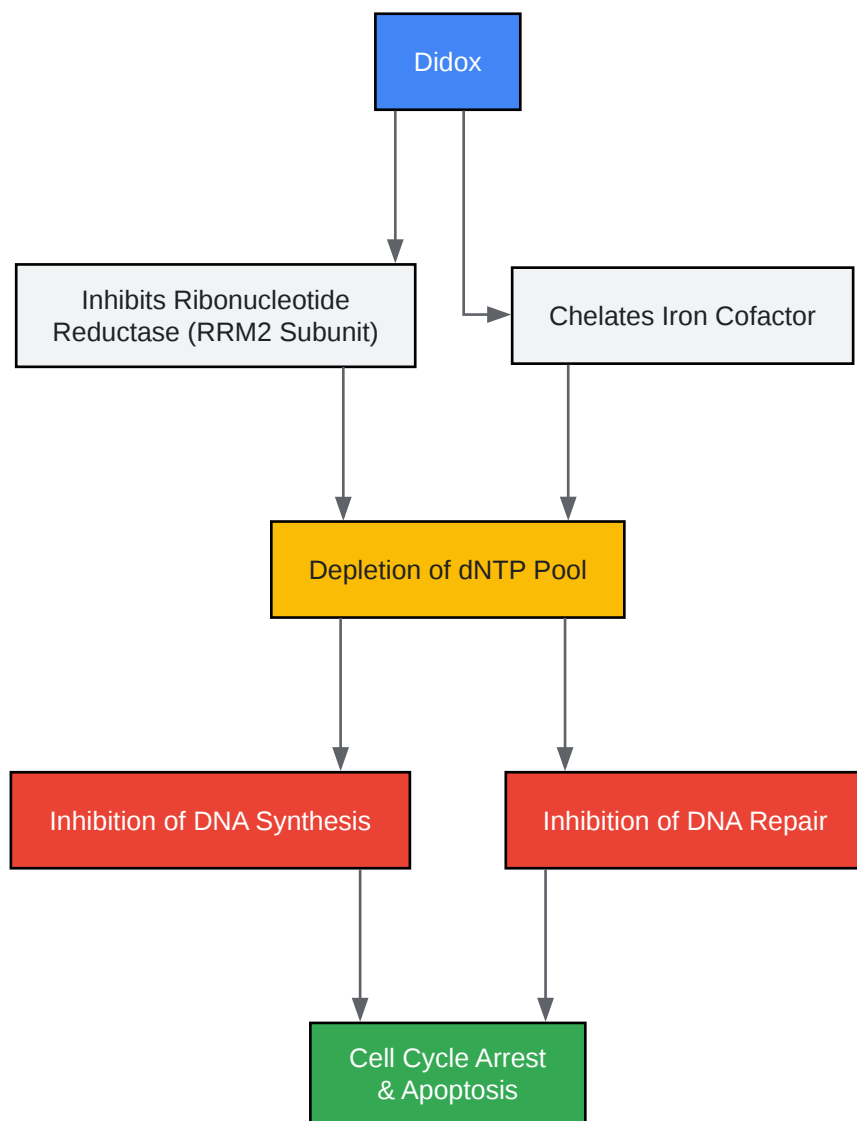 Didox
Inhibits Ribonucleotide
Reductase (RRM2 Subunit)
Chelates Iron Cofactor
Depletion of dNTP Pool
Inhibition of DNA Synthesis
Inhibition of DNA Repair
Cell Cycle Arrest
& Apoptosis